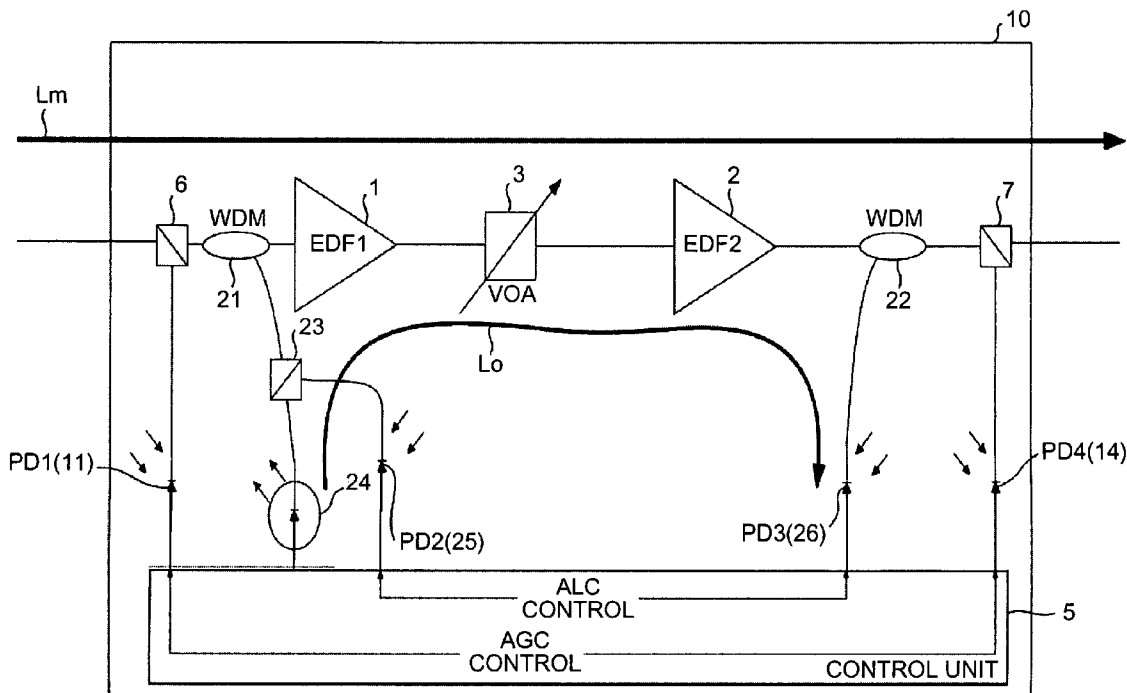 10
Lm
6
WDM
21
1
EDF1
3
VOA
2
EDF2
WDM
22
7
23
Lo
PD1(11)
24
PD2(25)
PD3(26)
PD4(14)
ALC
CONTROL
5
AGC
CONTROL
CONTROL UNIT